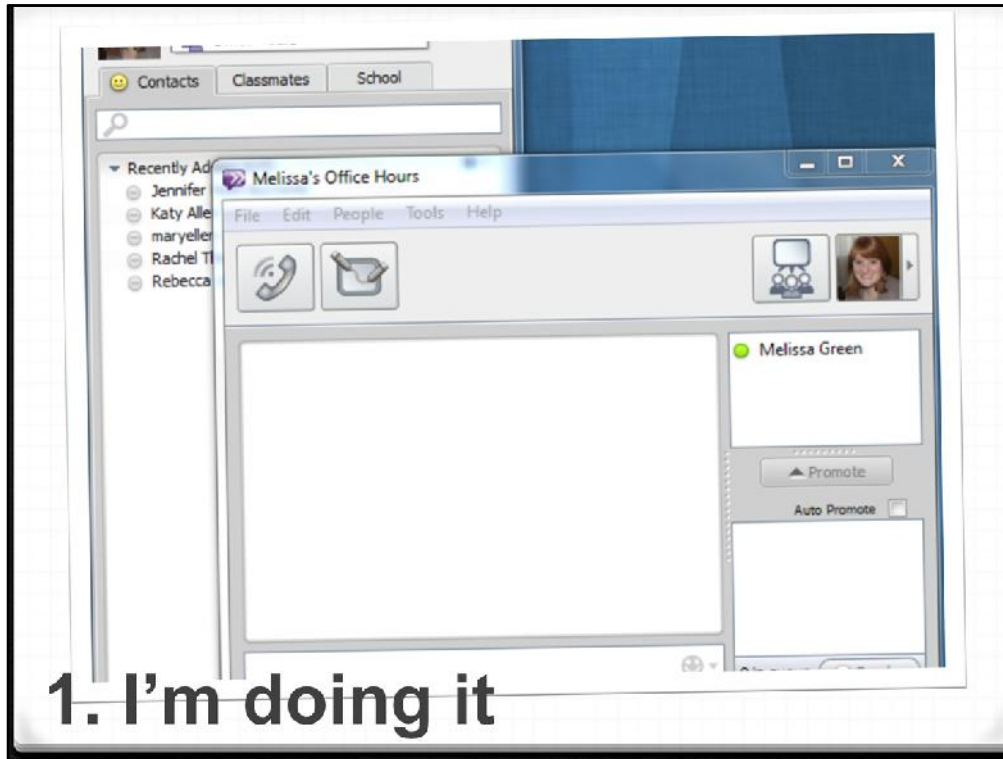 Contacts Classmates School
Recently Ad
Jennifer
Katy Alle
maryeller
Rachel T
Rebecca
Melissa's Office Hours
File Edit People Tools Help
Melissa Green
Promote
Auto Promote
1. I'm doing it